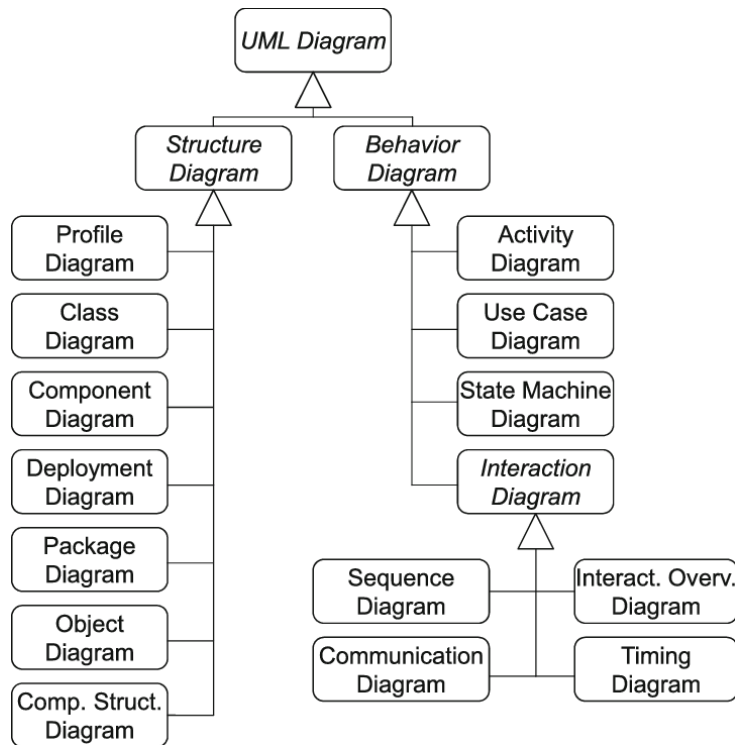 UML Diagram
Structure
Diagram
Behavior
Diagram
Profile
Diagram
Class
Diagram
Component
Diagram
Deployment
Diagram
Package
Diagram
Object
Diagram
Comp. Struct.
Diagram
Activity
Diagram
Use Case
Diagram
State Machine
Diagram
Interaction
Diagram
Sequence
Diagram
Interact. Overv.
Diagram
Communication
Diagram
Timing
Diagram